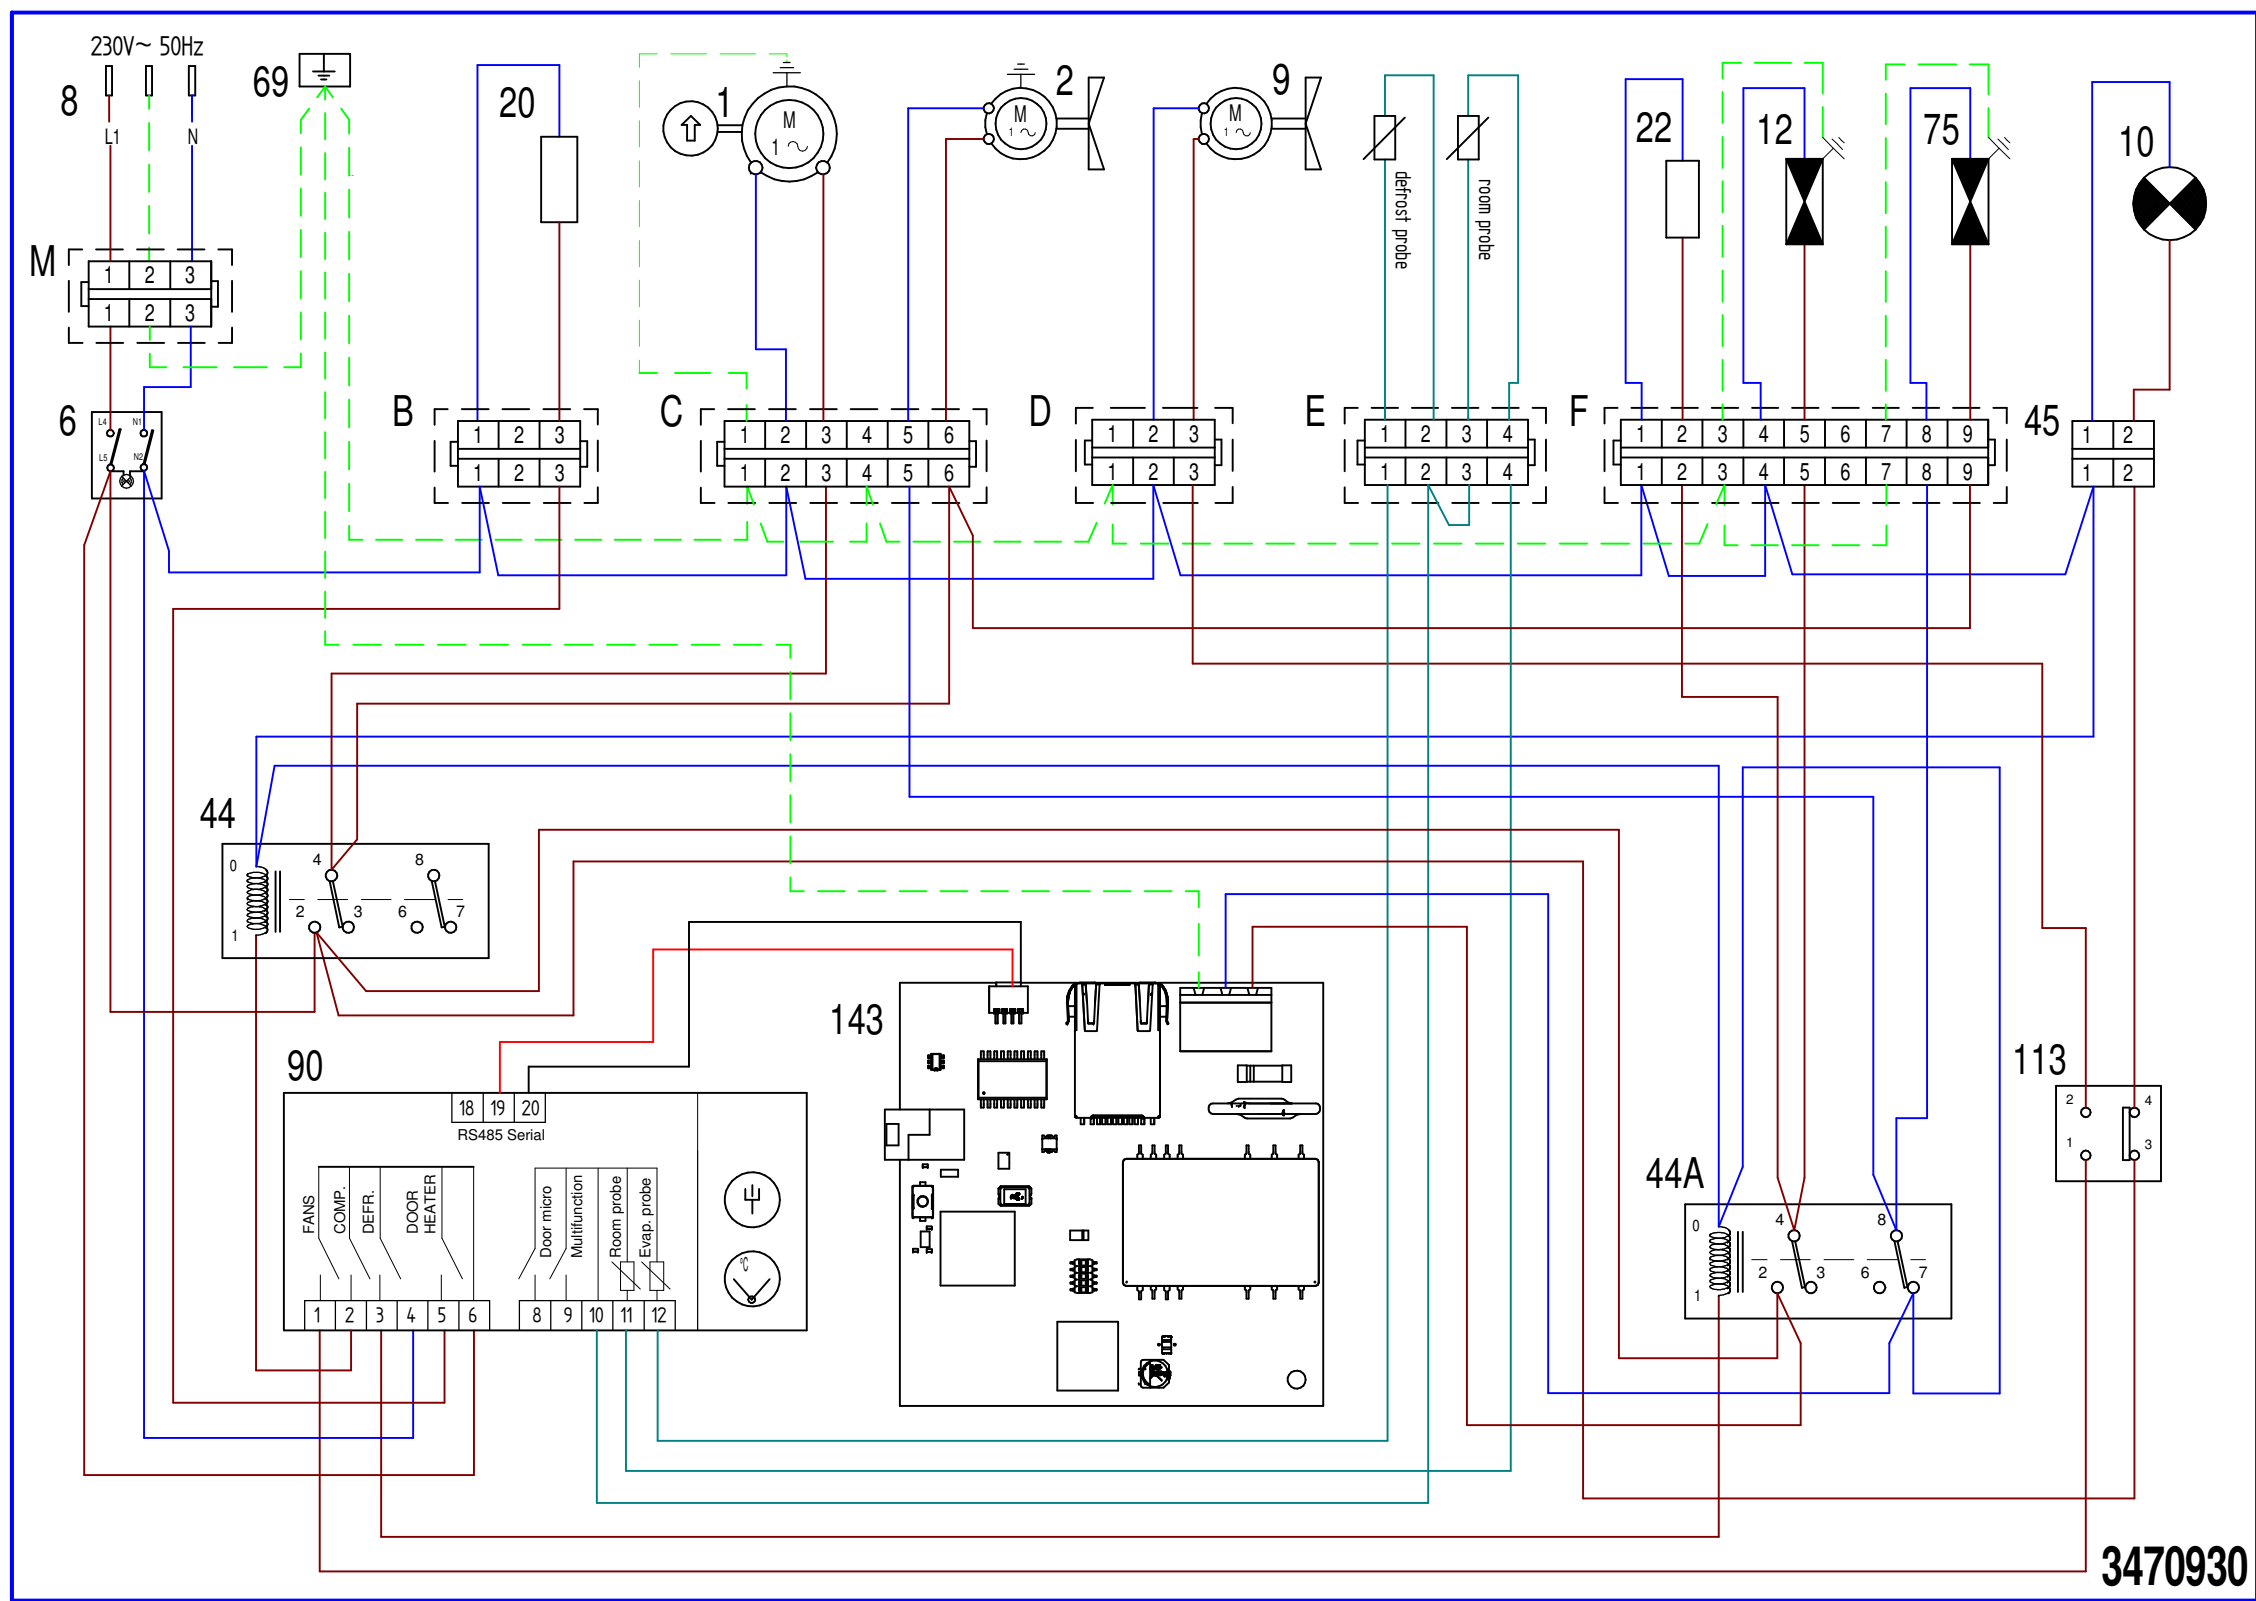 230V~ 50Hz
8
L1
N
69
20
1
M
1
2
M
1
9
M
1
defrost probe
room probe
22
12
75
10
M
1 2 3
1 2 3
6
L4
N1
L5
N2
B
1 2 3
1 2 3
C
1 2 3 4 5 6
1 2 3 4 5 6
D
1 2 3
1 2 3
E
1 2 3 4
1 2 3 4
F
1 2 3 4 5 6 7 8 9
1 2 3 4 5 6 7 8 9
45
1 2
1 2
44
0
4
8
2
3
6
7
1
143
90
18 19 20
RS485 Serial
FANS
COMP.
DEFR.
DOOR
HEATER
Door micro
Multifunction
Room probe
Evap. probe
°C
1 2 3 4 5 6
8 9 10 11 12
113
2
4
1
3
44A
0
4
8
2
3
6
7
1
3470930